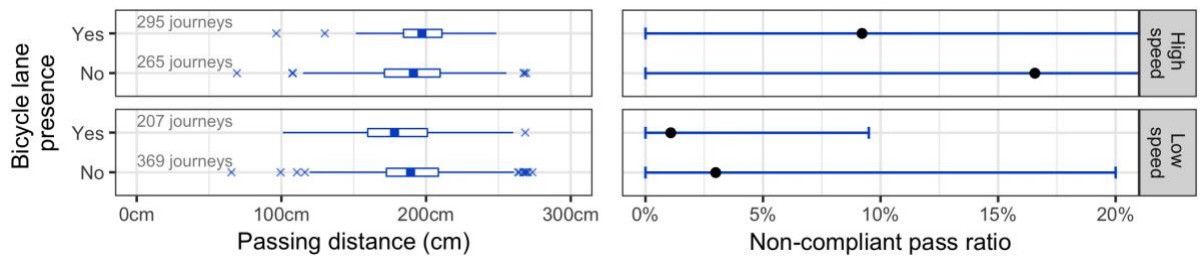 Bicycle lane
presence
Yes
295 journeys
No
265 journeys
High
speed
Yes
207 journeys
No
369 journeys
Low
speed
0cm 100cm 200cm 300cm
Passing distance (cm)
0% 5% 10% 15% 20%
Non-compliant pass ratio